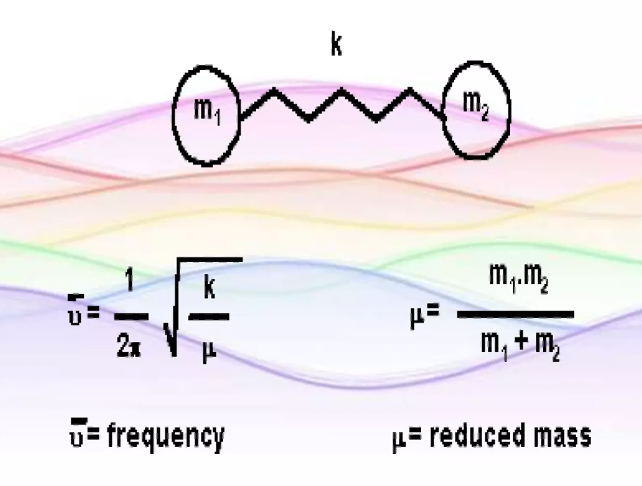 k
m₁ m₂
ῡ = 1/2π √k/μ μ = m₁.m₂/m₁ + m₂
ῡ= frequency μ= reduced mass